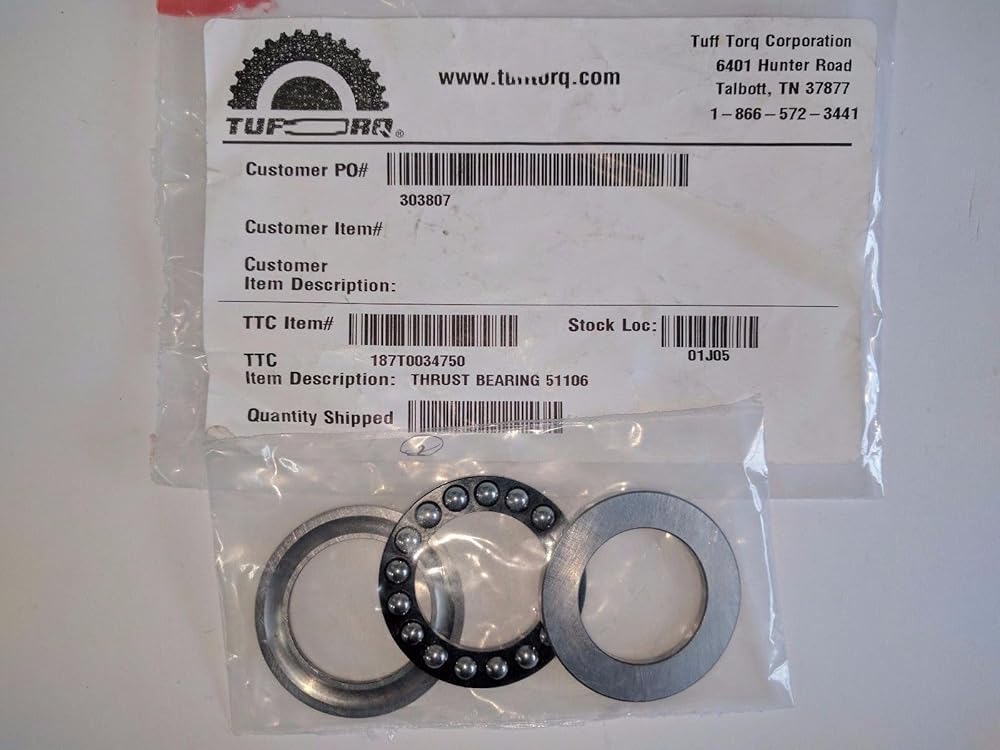 TUFF TORQ®
www.tufftorq.com
Tuff Torq Corporation
6401 Hunter Road
Talbott, TN 37877
1-866-572-3441
Customer PO#
303807
Customer Item#
Customer
Item Description:
TTC Item#
Stock Loc:
TTC
187T0034750
01J05
Item Description: THRUST BEARING 51106
Quantity Shipped
2